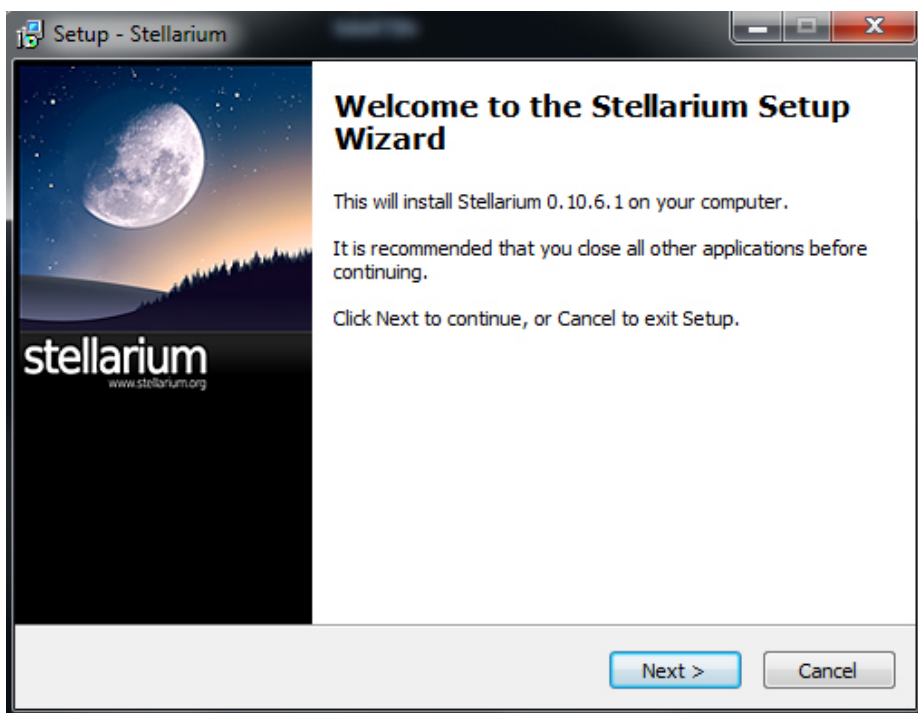 Setup - Stellarium
Welcome to the Stellarium Setup
Wizard
This will install Stellarium 0.10.6.1 on your computer.
It is recommended that you close all other applications before
continuing.
Click Next to continue, or Cancel to exit Setup.
stellarium
www.stellarium.org
Next >
Cancel